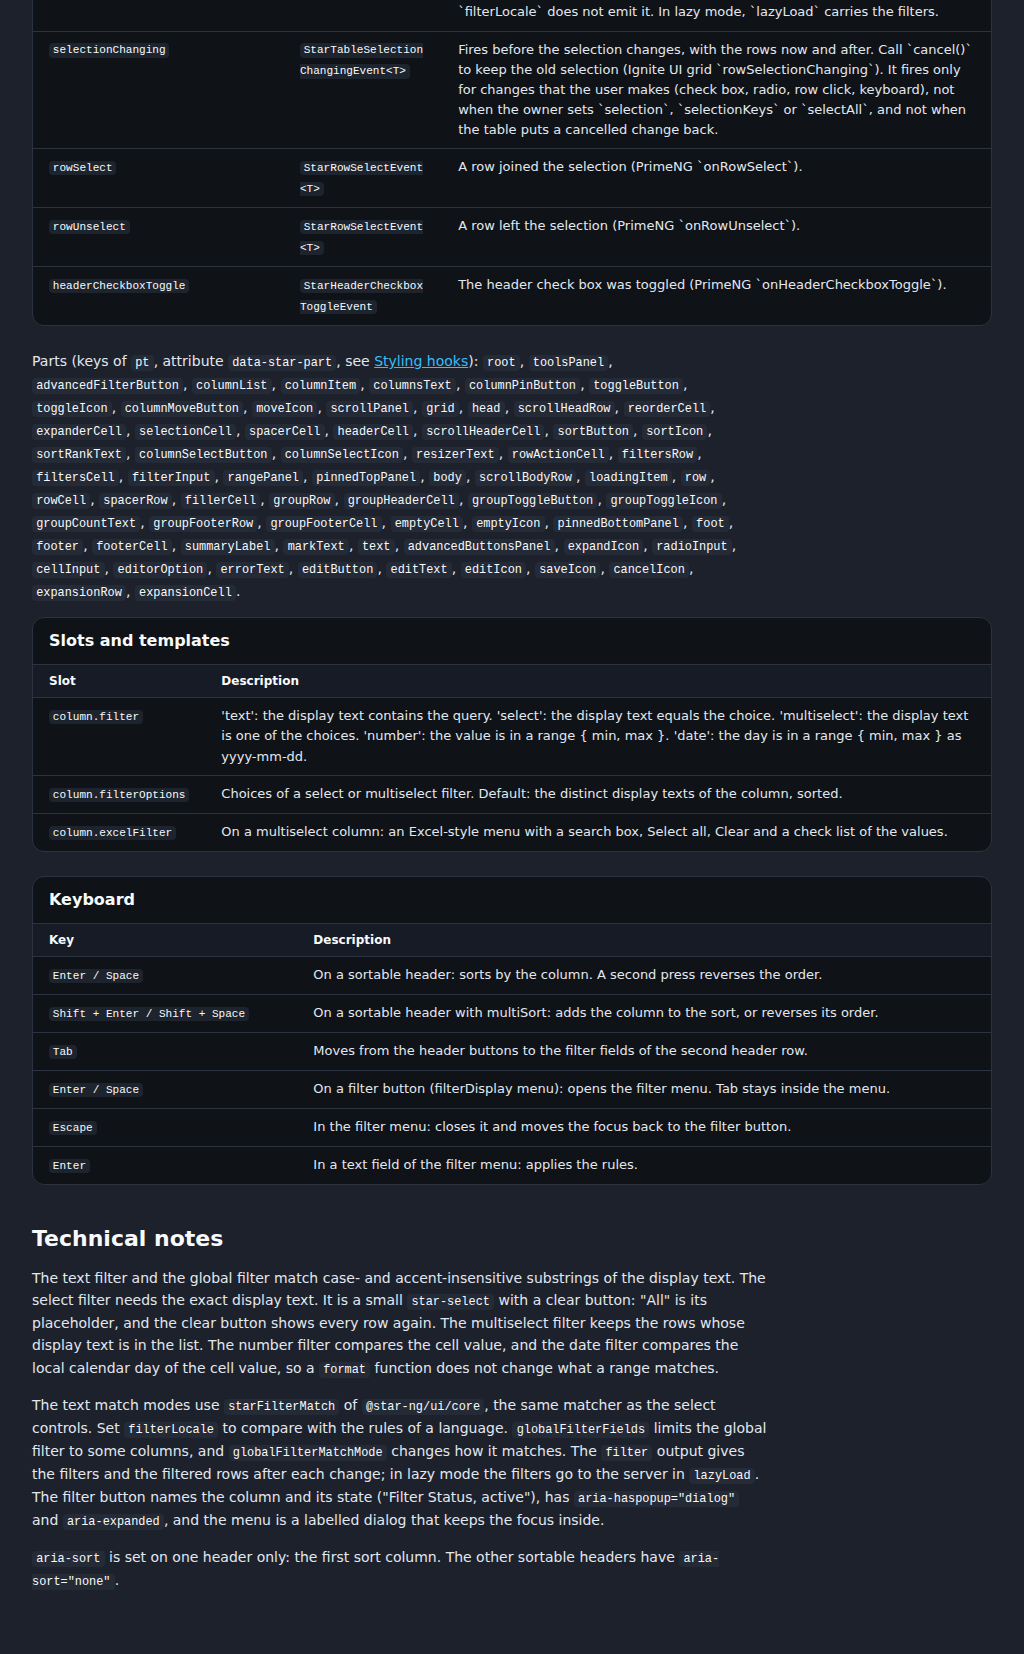 `filterLocale` does not emit it. In lazy mode, `lazyLoad` carries the filters.
selectionChanging
StarTableSelection
ChangingEvent<T>
Fires before the selection changes, with the rows now and after. Call `cancel()`
to keep the old selection (Ignite UI grid `rowSelectionChanging`). It fires only
for changes that the user makes (check box, radio, row click, keyboard), not
when the owner sets `selection`, `selectionKeys` or `selectAll`, and not when
the table puts a cancelled change back.
rowSelect
StarRowSelectEvent
<T>
A row joined the selection (PrimeNG `onRowSelect`).
rowUnselect
StarRowSelectEvent
<T>
A row left the selection (PrimeNG `onRowUnselect`).
headerCheckboxToggle
StarHeaderCheckbox
ToggleEvent
The header check box was toggled (PrimeNG `onHeaderCheckboxToggle`).
Parts (keys of pt, attribute data-star-part, see Styling hooks): root, toolsPanel,
advancedFilterButton, columnList, columnItem, columnsText, columnPinButton, toggleButton,
toggleIcon, columnMoveButton, moveIcon, scrollPanel, grid, head, scrollHeadRow, reorderCell,
expanderCell, selectionCell, spacerCell, headerCell, scrollHeaderCell, sortButton, sortIcon,
sortRankText, columnSelectButton, columnSelectIcon, resizerText, rowActionCell, filtersRow,
filtersCell, filterInput, rangePanel, pinnedTopPanel, body, scrollBodyRow, loadingItem, row,
rowCell, spacerRow, fillerCell, groupRow, groupHeaderCell, groupToggleButton, groupToggleIcon,
groupCountText, groupFooterRow, groupFooterCell, emptyCell, emptyIcon, pinnedBottomPanel, foot,
footer, footerCell, summaryLabel, markText, text, advancedButtonsPanel, expandIcon, radioInput,
cellInput, editorOption, errorText, editButton, editText, editIcon, saveIcon, cancelIcon,
expansionRow, expansionCell.
Slots and templates
Slot Description
column.filter
'text': the display text contains the query. 'select': the display text equals the choice. 'multiselect': the display text
is one of the choices. 'number': the value is in a range { min, max }. 'date': the day is in a range { min, max } as
yyyy-mm-dd.
column.filterOptions
Choices of a select or multiselect filter. Default: the distinct display texts of the column, sorted.
column.excelFilter
On a multiselect column: an Excel-style menu with a search box, Select all, Clear and a check list of the values.
Keyboard
Key Description
Enter / Space
On a sortable header: sorts by the column. A second press reverses the order.
Shift + Enter / Shift + Space
On a sortable header with multiSort: adds the column to the sort, or reverses its order.
Tab
Moves from the header buttons to the filter fields of the second header row.
Enter / Space
On a filter button (filterDisplay menu): opens the filter menu. Tab stays inside the menu.
Escape
In the filter menu: closes it and moves the focus back to the filter button.
Enter
In a text field of the filter menu: applies the rules.
Technical notes
The text filter and the global filter match case- and accent-insensitive substrings of the display text. The
select filter needs the exact display text. It is a small star-select with a clear button: "All" is its
placeholder, and the clear button shows every row again. The multiselect filter keeps the rows whose
display text is in the list. The number filter compares the cell value, and the date filter compares the
local calendar day of the cell value, so a format function does not change what a range matches.
The text match modes use starFilterMatch of @star-ng/ui/core, the same matcher as the select
controls. Set filterLocale to compare with the rules of a language. globalFilterFields limits the global
filter to some columns, and globalFilterMatchMode changes how it matches. The filter output gives
the filters and the filtered rows after each change; in lazy mode the filters go to the server in lazyLoad.
The filter button names the column and its state ("Filter Status, active"), has aria-haspopup="dialog"
and aria-expanded, and the menu is a labelled dialog that keeps the focus inside.
aria-sort is set on one header only: the first sort column. The other sortable headers have aria-
sort="none".